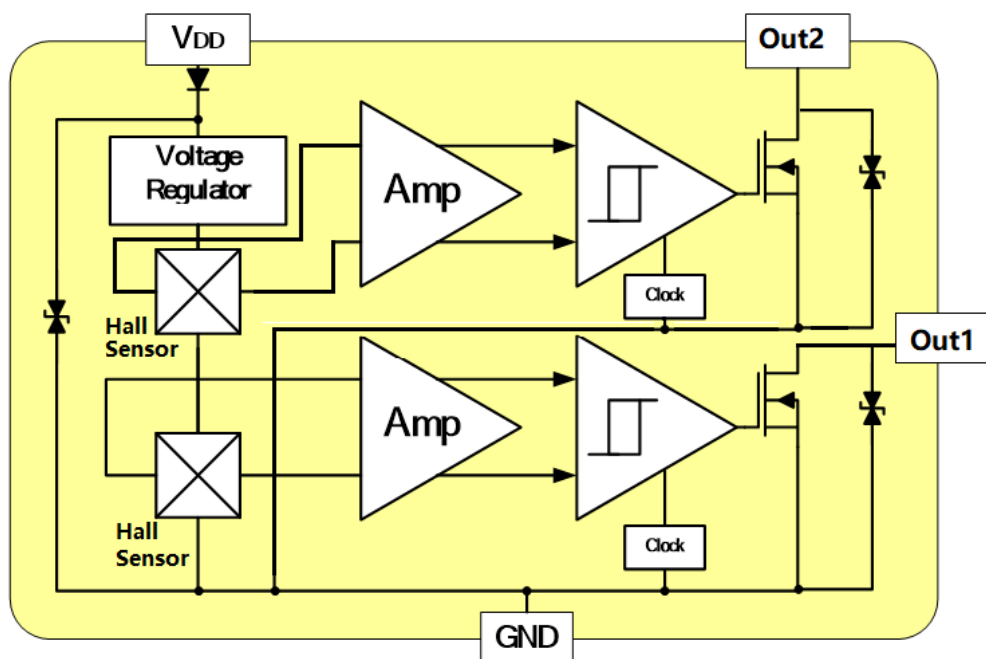 VDD
Out2
Voltage
Regulator
Amp
Clock
Hall
Sensor
Out1
Amp
Hall
Sensor
Clock
GND